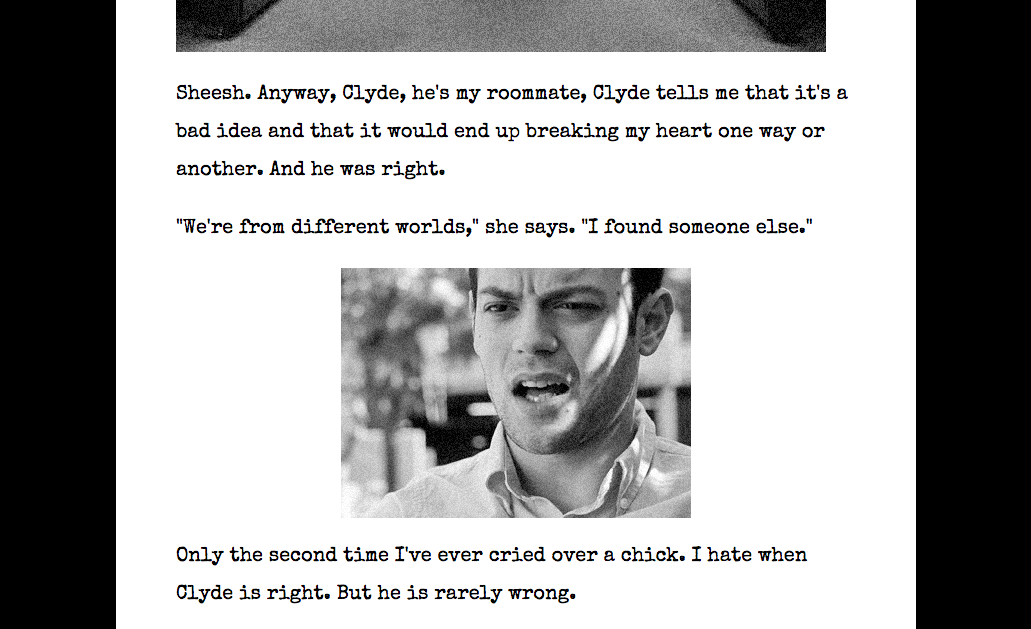 Sheesh. Anyway, Clyde, he's my roommate, Clyde tells me that it's a
bad idea and that it would end up breaking my heart one way or
another. And he was right.
"We're from different worlds," she says. "I found someone else."
Only the second time I've ever cried over a chick. I hate when
Clyde is right. But he is rarely wrong.